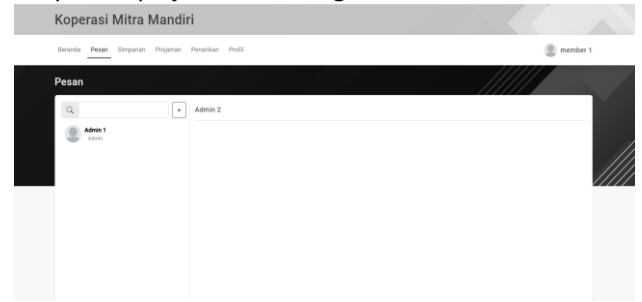 Koperasi Mitra Mandiri
Beranda Pesan Simpanan Pinjaman Penarikan Profil member 1
Pesan
+ Admin 2
Admin 1
Admin